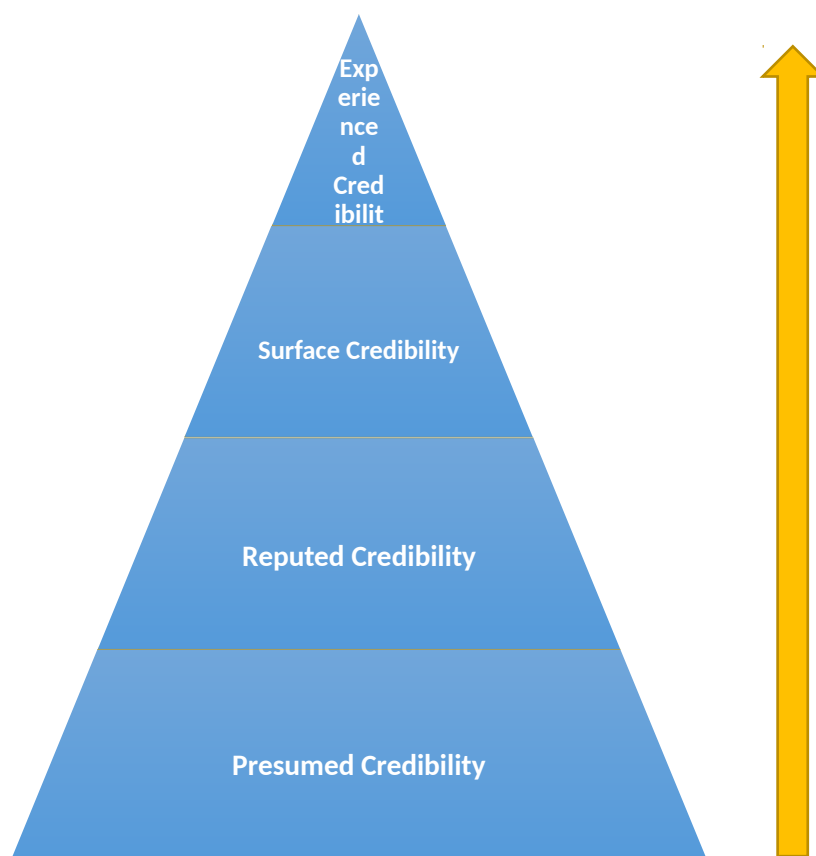 Exp
erie
nce
d
Cred
ibilit
Surface Credibility
Reputed Credibility
Presumed Credibility